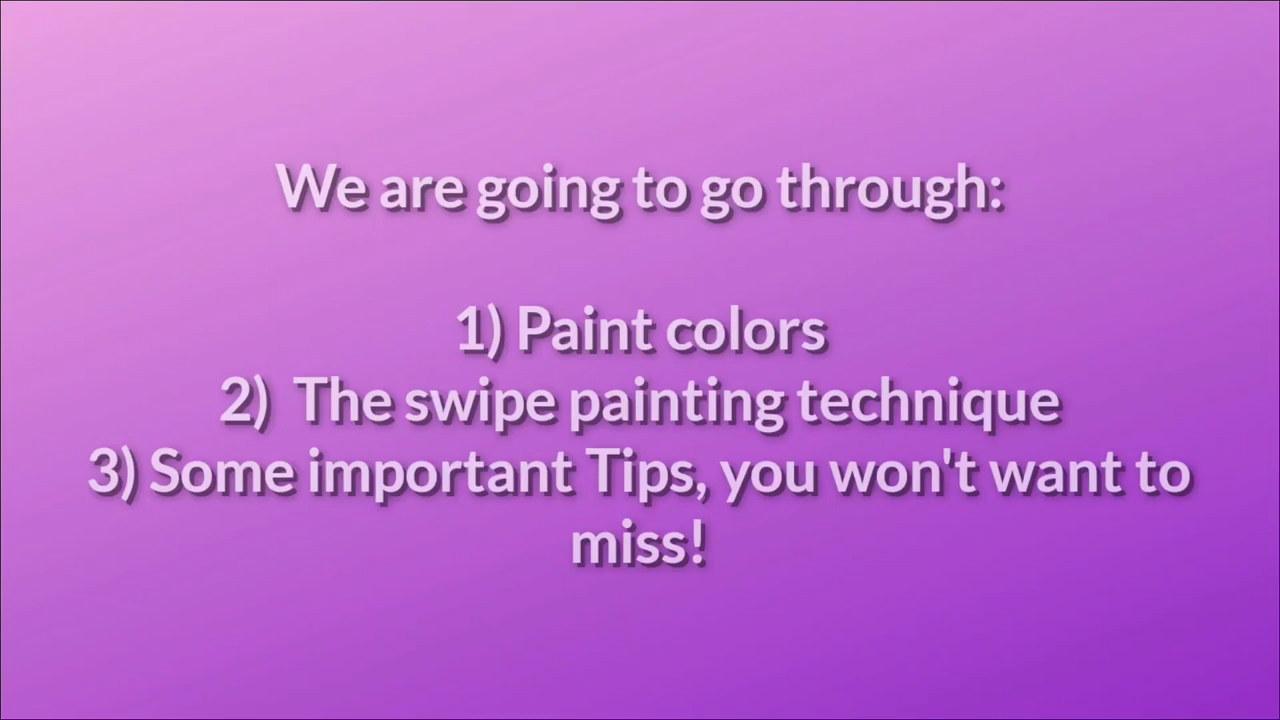 We are going to go through:
1) Paint colors
2) The swipe painting technique
3) Some important Tips, you won't want to
miss!